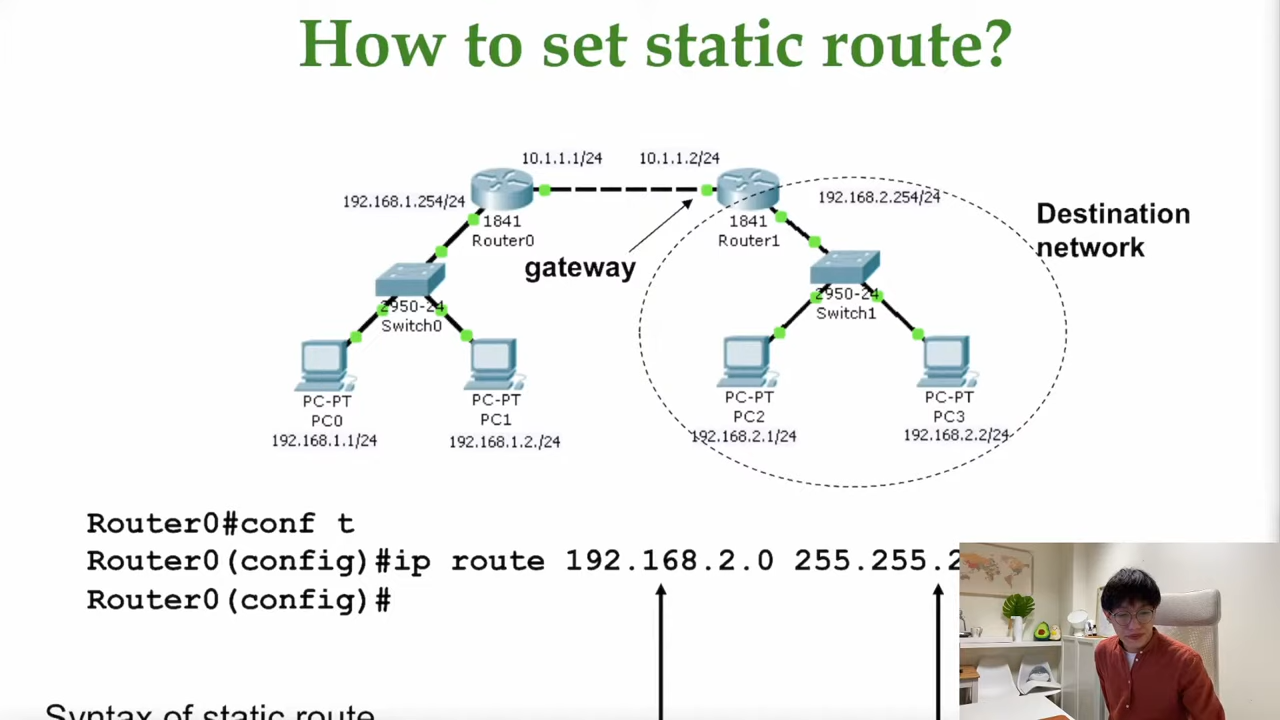 How to set static route?
10.1.1.1/24
10.1.1.2/24
192.168.1.254/24
192.168.2.254/24
Destination
network
1841
Router0
1841
Router1
gateway
2950-24
Switch0
2950-24
Switch1
PC-PT
PC0
192.168.1.1/24
PC-PT
PC1
192.168.1.2./24
PC-PT
PC2
192.168.2.1/24
PC-PT
PC3
192.168.2.2/24
Router0#conf t
Router0(config)#ip route 192.168.2.0 255.255.2
Router0(config)#
Syntax of static route